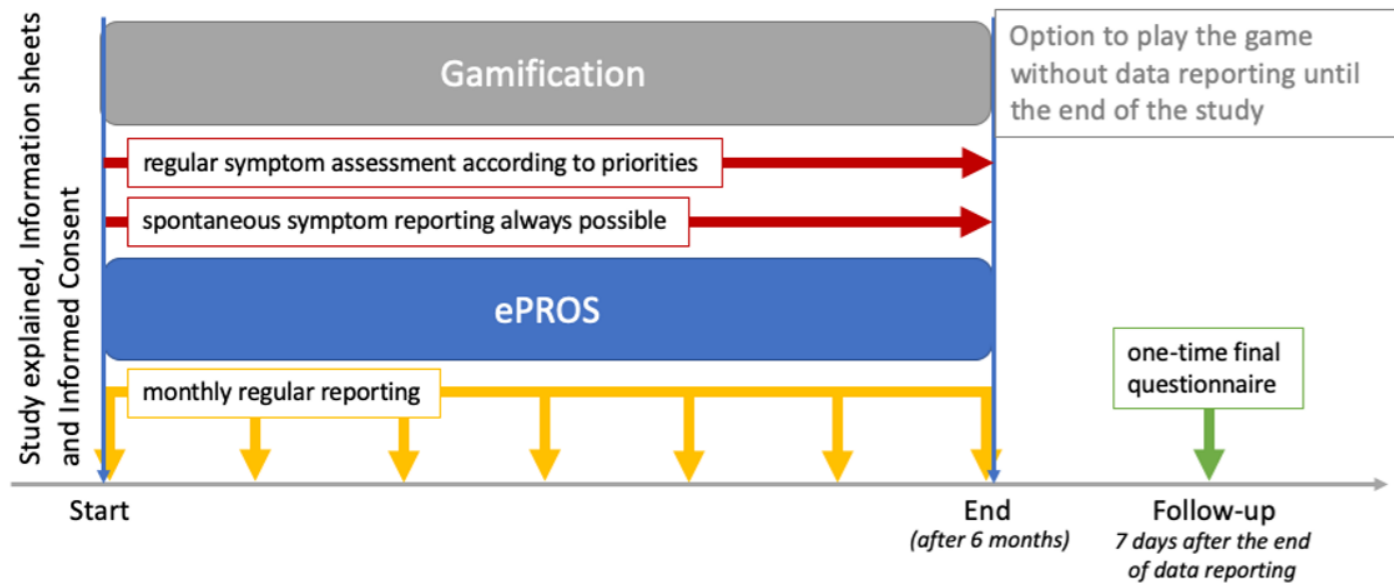 Study explained, Information sheets
and Informed Consent
Gamification
Option to play the game
without data reporting until
the end of the study
regular symptom assessment according to priorities
spontaneous symptom reporting always possible
ePROS
monthly regular reporting
one-time final
questionnaire
Start
End
(after 6 months)
Follow-up
7 days after the end
of data reporting